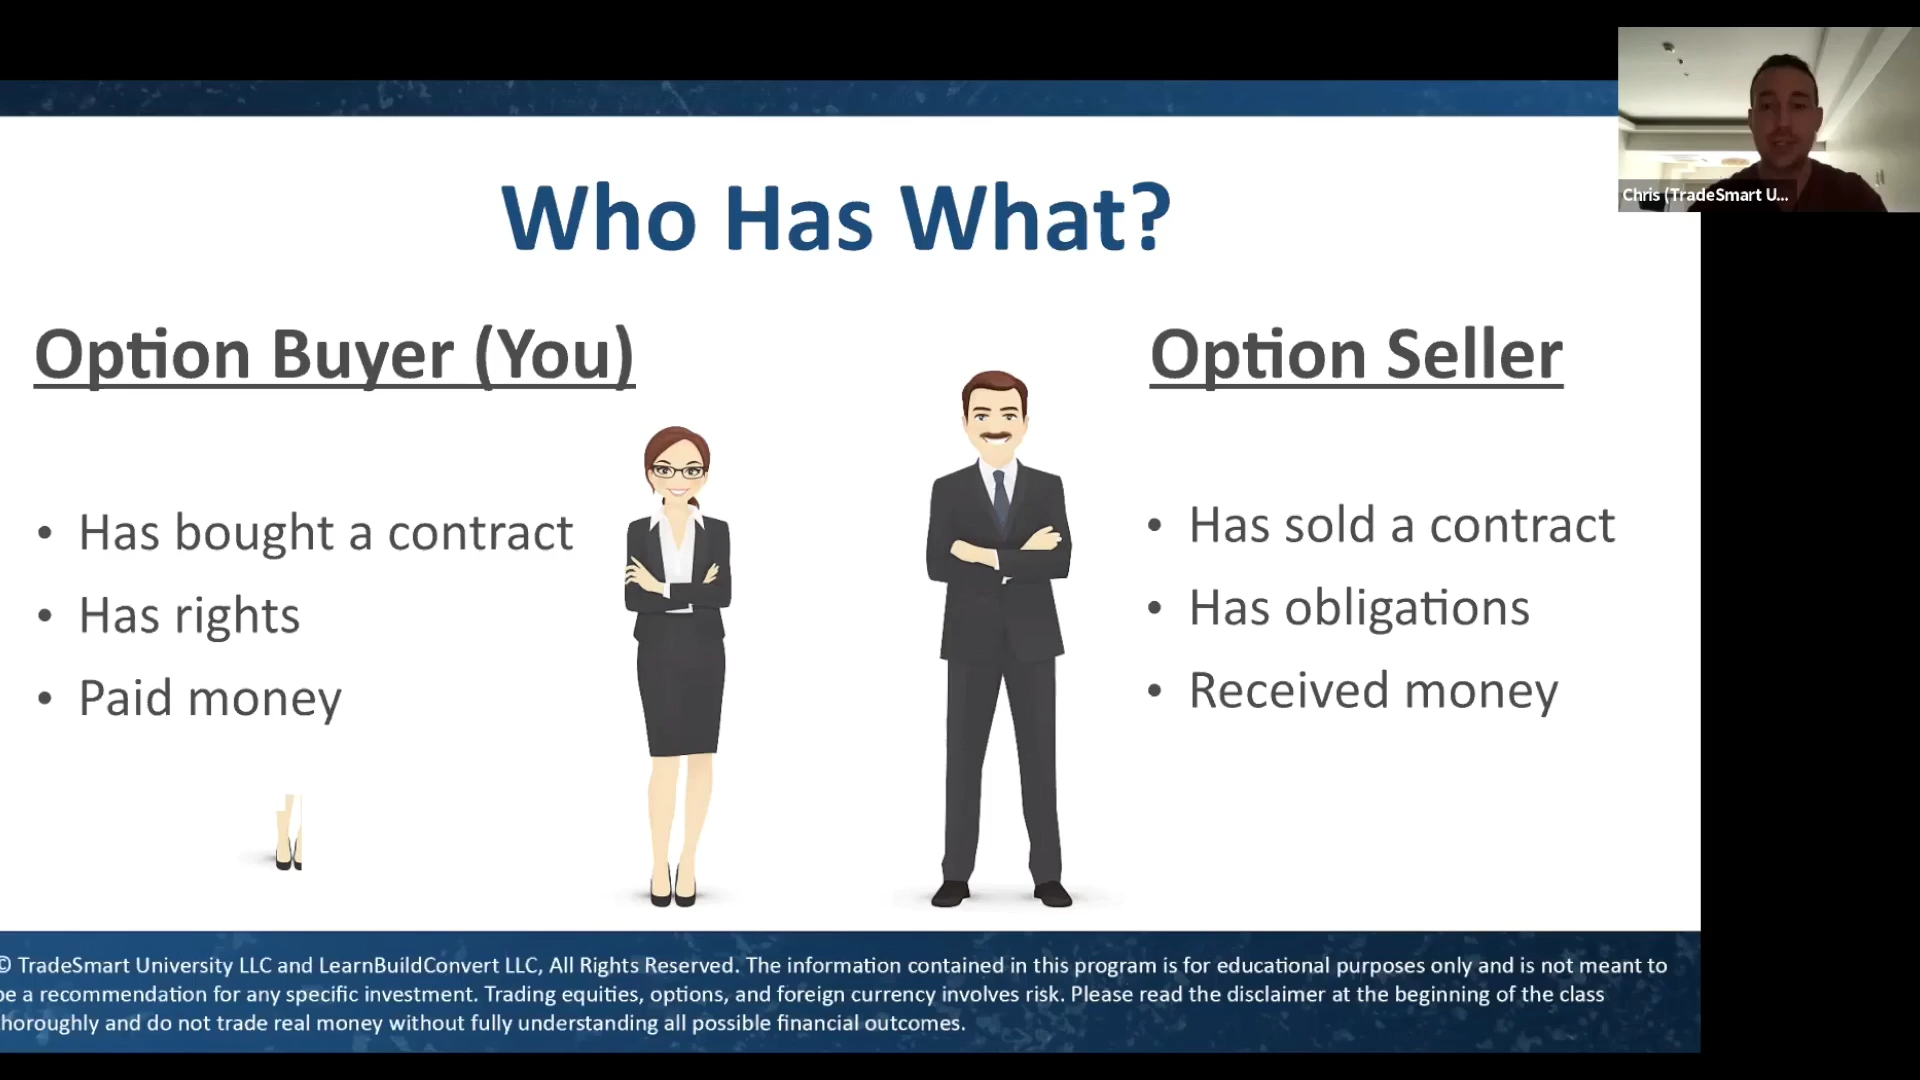 Chris (TradeSmart U...
Who Has What?
Option Buyer (You)
• Has bought a contract
• Has rights
• Paid money
Option Seller
• Has sold a contract
• Has obligations
• Received money
© TradeSmart University LLC and LearnBuildConvert LLC, All Rights Reserved. The information contained in this program is for educational purposes only and is not meant to
be a recommendation for any specific investment. Trading equities, options, and foreign currency involves risk. Please read the disclaimer at the beginning of the class
horoughly and do not trade real money without fully understanding all possible financial outcomes.